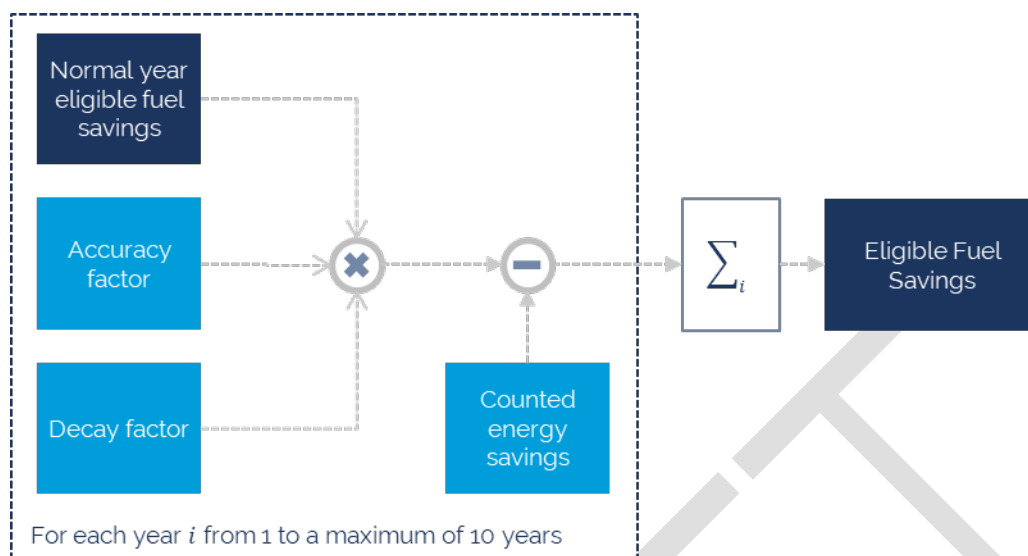 Normal year
eligible fuel
savings
Accuracy
factor
Decay factor
Counted
energy
savings
∑i
Eligible Fuel
Savings
For each year i from 1 to a maximum of 10 years